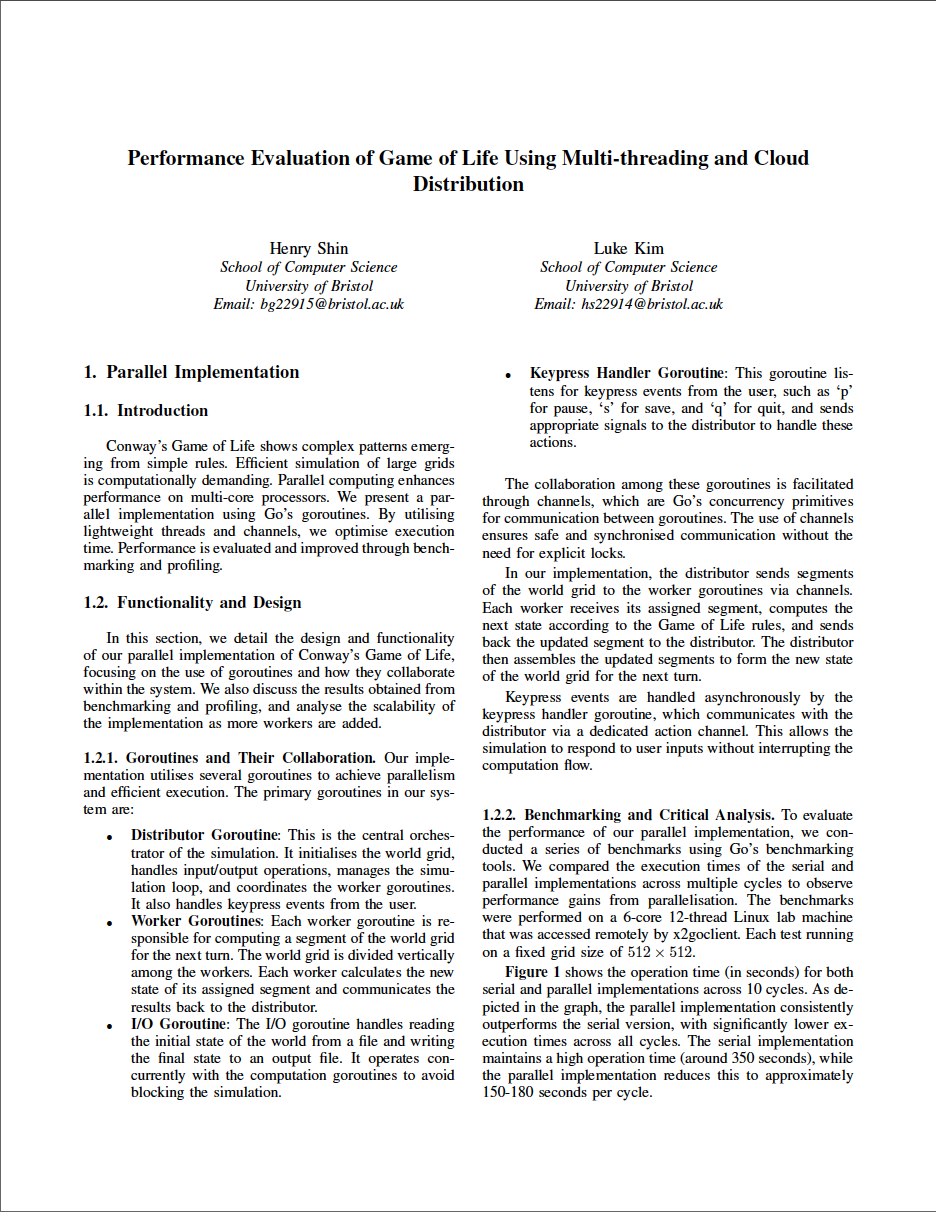 Performance Evaluation of Game of Life Using Multi-threading and Cloud
Distribution
Henry Shin
School of Computer Science
University of Bristol
Email: bg22915@bristol.ac.uk
Luke Kim
School of Computer Science
University of Bristol
Email: hs22914@bristol.ac.uk
1. Parallel Implementation
1.1. Introduction
Conway's Game of Life shows complex patterns emerg-
ing from simple rules. Efficient simulation of large grids
is computationally demanding. Parallel computing enhances
performance on multi-core processors. We present a par-
allel implementation using Go's goroutines. By utilising
lightweight threads and channels, we optimise execution
time. Performance is evaluated and improved through bench-
marking and profiling.
1.2. Functionality and Design
In this section, we detail the design and functionality
of our parallel implementation of Conway's Game of Life,
focusing on the use of goroutines and how they collaborate
within the system. We also discuss the results obtained from
benchmarking and profiling, and analyse the scalability of
the implementation as more workers are added.
1.2.1. Goroutines and Their Collaboration. Our imple-
mentation utilises several goroutines to achieve parallelism
and efficient execution. The primary goroutines in our sys-
tem are:
• Distributor Goroutine: This is the central orches-
trator of the simulation. It initialises the world grid,
handles input/output operations, manages the simu-
lation loop, and coordinates the worker goroutines.
It also handles keypress events from the user.
• Worker Goroutines: Each worker goroutine is re-
sponsible for computing a segment of the world grid
for the next turn. The world grid is divided vertically
among the workers. Each worker calculates the new
state of its assigned segment and communicates the
results back to the distributor.
• I/O Goroutine: The I/O goroutine handles reading
the initial state of the world from a file and writing
the final state to an output file. It operates con-
currently with the computation goroutines to avoid
blocking the simulation.
• Keypress Handler Goroutine: This goroutine lis-
tens for keypress events from the user, such as 'p'
for pause, 's' for save, and 'q' for quit, and sends
appropriate signals to the distributor to handle these
actions.
The collaboration among these goroutines is facilitated
through channels, which are Go's concurrency primitives
for communication between goroutines. The use of channels
ensures safe and synchronised communication without the
need for explicit locks.
In our implementation, the distributor sends segments
of the world grid to the worker goroutines via channels.
Each worker receives its assigned segment, computes the
next state according to the Game of Life rules, and sends
back the updated segment to the distributor. The distributor
then assembles the updated segments to form the new state
of the world grid for the next turn.
Keypress events are handled asynchronously by the
keypress handler goroutine, which communicates with the
distributor via a dedicated action channel. This allows the
simulation to respond to user inputs without interrupting the
computation flow.
1.2.2. Benchmarking and Critical Analysis. To evaluate
the performance of our parallel implementation, we con-
ducted a series of benchmarks using Go's benchmarking
tools. We compared the execution times of the serial and
parallel implementations across multiple cycles to observe
performance gains from parallelisation. The benchmarks
were performed on a 6-core 12-thread Linux lab machine
that was accessed remotely by x2goclient. Each test running
on a fixed grid size of 512 × 512.
Figure 1 shows the operation time (in seconds) for both
serial and parallel implementations across 10 cycles. As de-
picted in the graph, the parallel implementation consistently
outperforms the serial version, with significantly lower ex-
ecution times across all cycles. The serial implementation
maintains a high operation time (around 350 seconds), while
the parallel implementation reduces this to approximately
150-180 seconds per cycle.